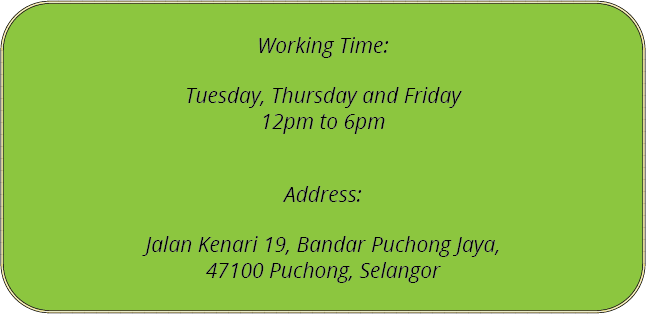 Working Time:
Tuesday, Thursday and Friday
12pm to 6pm
Address:
Jalan Kenari 19, Bandar Puchong Jaya,
47100 Puchong, Selangor